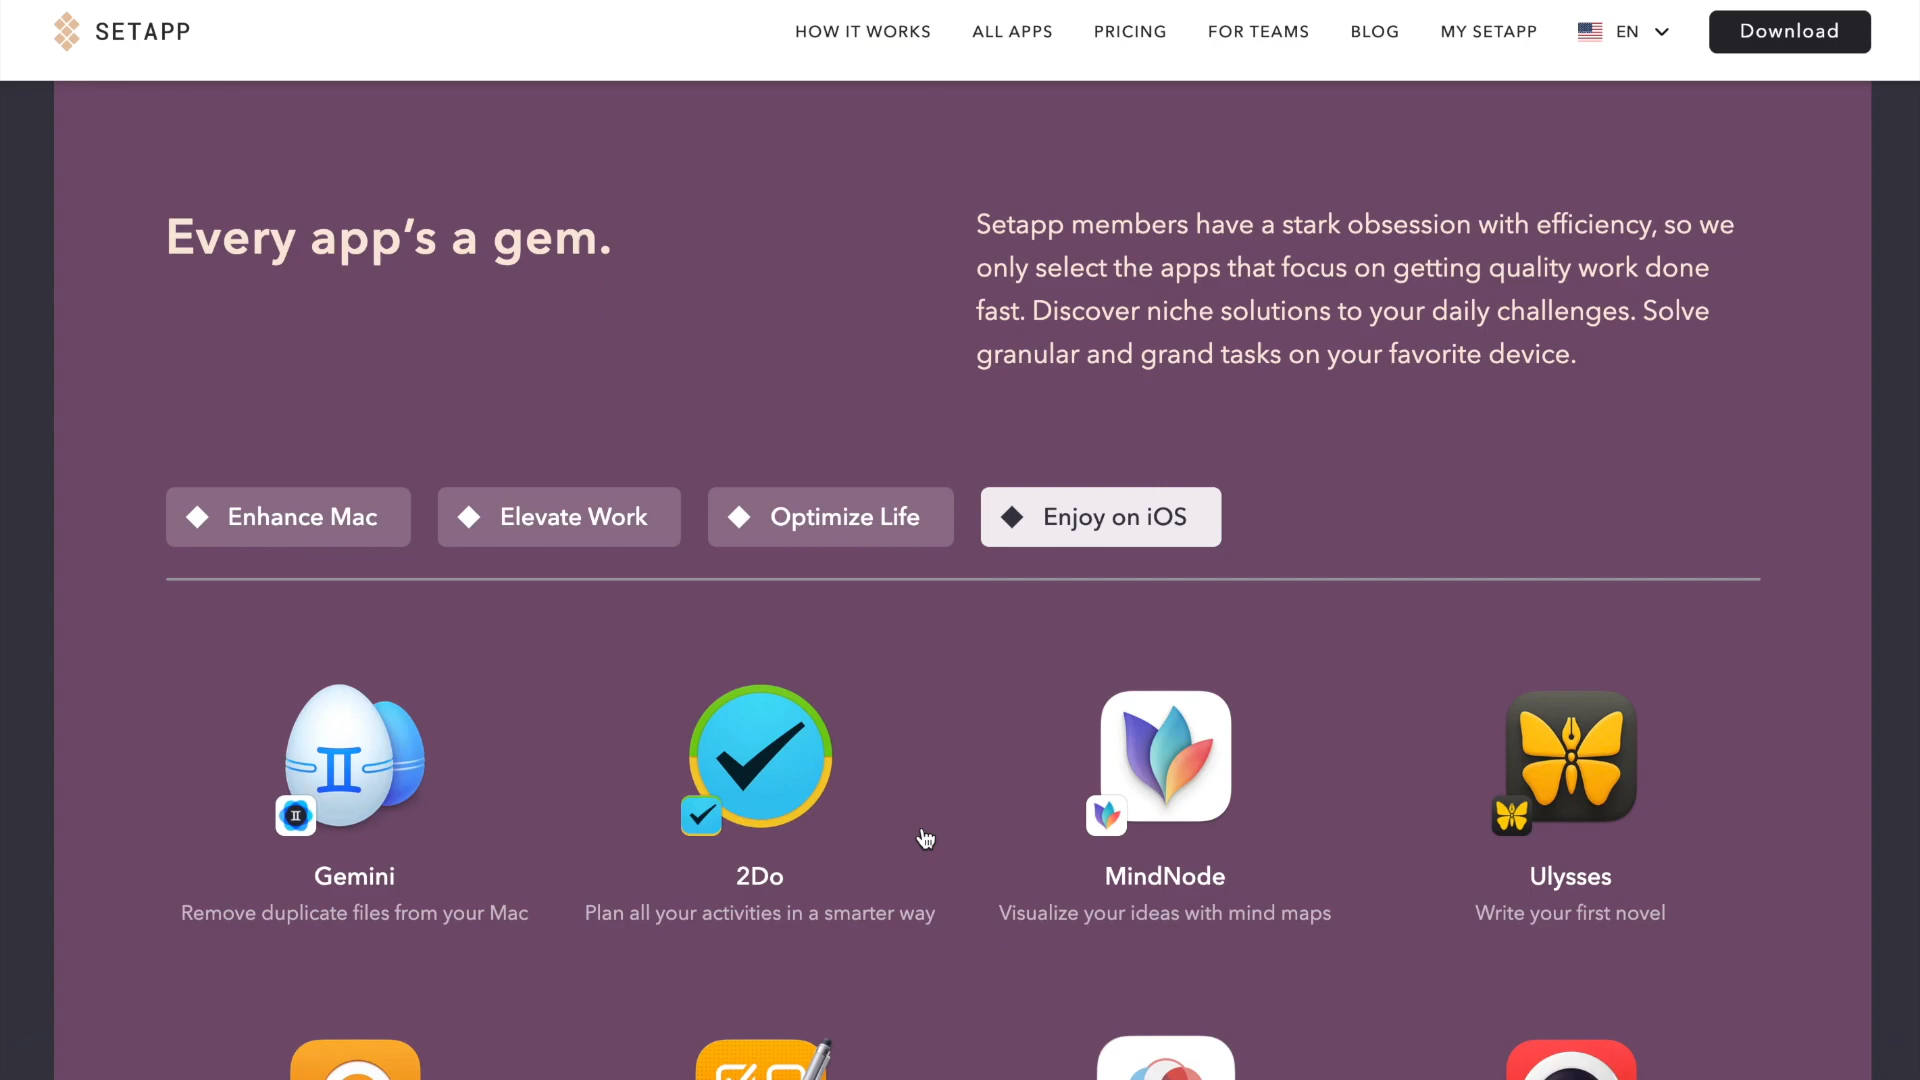 SETAPP
HOW IT WORKS
ALL APPS
PRICING
FOR TEAMS
BLOG
MY SETAPP
EN
Download
Every app’s a gem.
Setapp members have a stark obsession with efficiency, so we
only select the apps that focus on getting quality work done
fast. Discover niche solutions to your daily challenges. Solve
granular and grand tasks on your favorite device.
Enhance Mac
Elevate Work
Optimize Life
Enjoy on iOS
Gemini
Remove duplicate files from your Mac
2Do
Plan all your activities in a smarter way
MindNode
Visualize your ideas with mind maps
Ulysses
Write your first novel